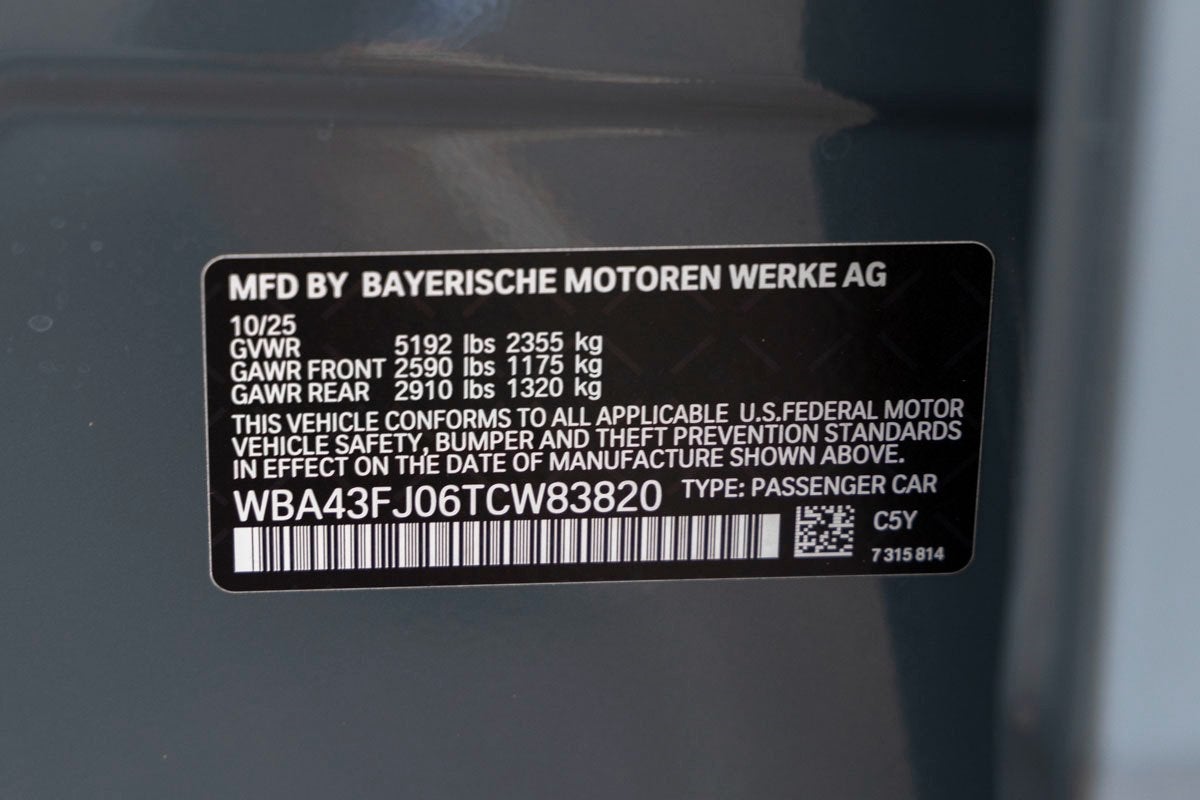 MFD BY BAYERISCHE MOTOREN WERKE AG
10/25
GVWR 5192 lbs 2355 kg
GAWR FRONT 2590 lbs 1175 kg
GAWR REAR 2910 lbs 1320 kg
THIS VEHICLE CONFORMS TO ALL APPLICABLE U.S.FEDERAL MOTOR
VEHICLE SAFETY, BUMPER AND THEFT PREVENTION STANDARDS
IN EFFECT ON THE DATE OF MANUFACTURE SHOWN ABOVE.
WBA43FJ06TCW83820 TYPE: PASSENGER CAR
C5Y
7 315 814